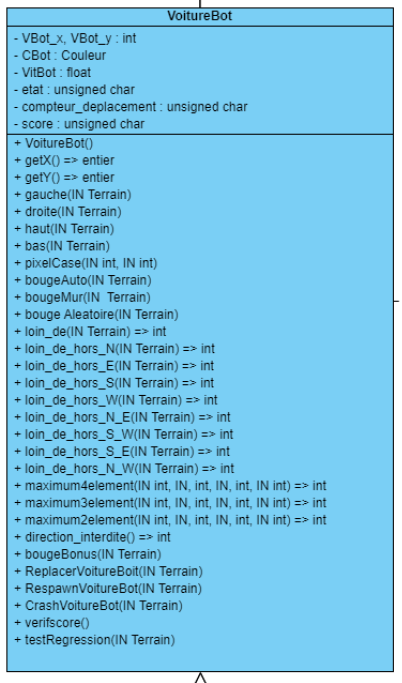 VoitureBot
- VBot_x, VBot_y : int
- CBot : Couleur
- VitBot : float
- etat : unsigned char
- compteur_deplacement : unsigned char
- score : unsigned char
+ VoitureBot()
+ getX() => entier
+ getY() => entier
+ gauche(IN Terrain)
+ droite(IN Terrain)
+ haut(IN Terrain)
+ bas(IN Terrain)
+ pixelCase(IN int, IN int)
+ bougeAuto(IN Terrain)
+ bougeMur(IN  Terrain)
+ bouge Aleatoire(IN Terrain)
+ loin_de(IN Terrain) => int
+ loin_de_hors_N(IN Terrain) => int
+ loin_de_hors_E(IN Terrain) => int
+ loin_de_hors_S(IN Terrain) => int
+ loin_de_hors_W(IN Terrain) => int
+ loin_de_hors_N_E(IN Terrain) => int
+ loin_de_hors_S_W(IN Terrain) => int
+ loin_de_hors_S_E(IN Terrain) => int
+ loin_de_hors_N_W(IN Terrain) => int
+ maximum4element(IN int, IN, int, IN, int, IN int) => int
+ maximum3element(IN int, IN, int, IN, int, IN int) => int
+ maximum2element(IN int, IN, int, IN, int, IN int) => int
+ direction_interdite() => int
+ bougeBonus(IN Terrain)
+ ReplacerVoitureBoit(IN Terrain)
+ RespawnVoitureBot(IN Terrain)
+ CrashVoitureBot(IN Terrain)
+ verifscore()
+ testRegression(IN Terrain)